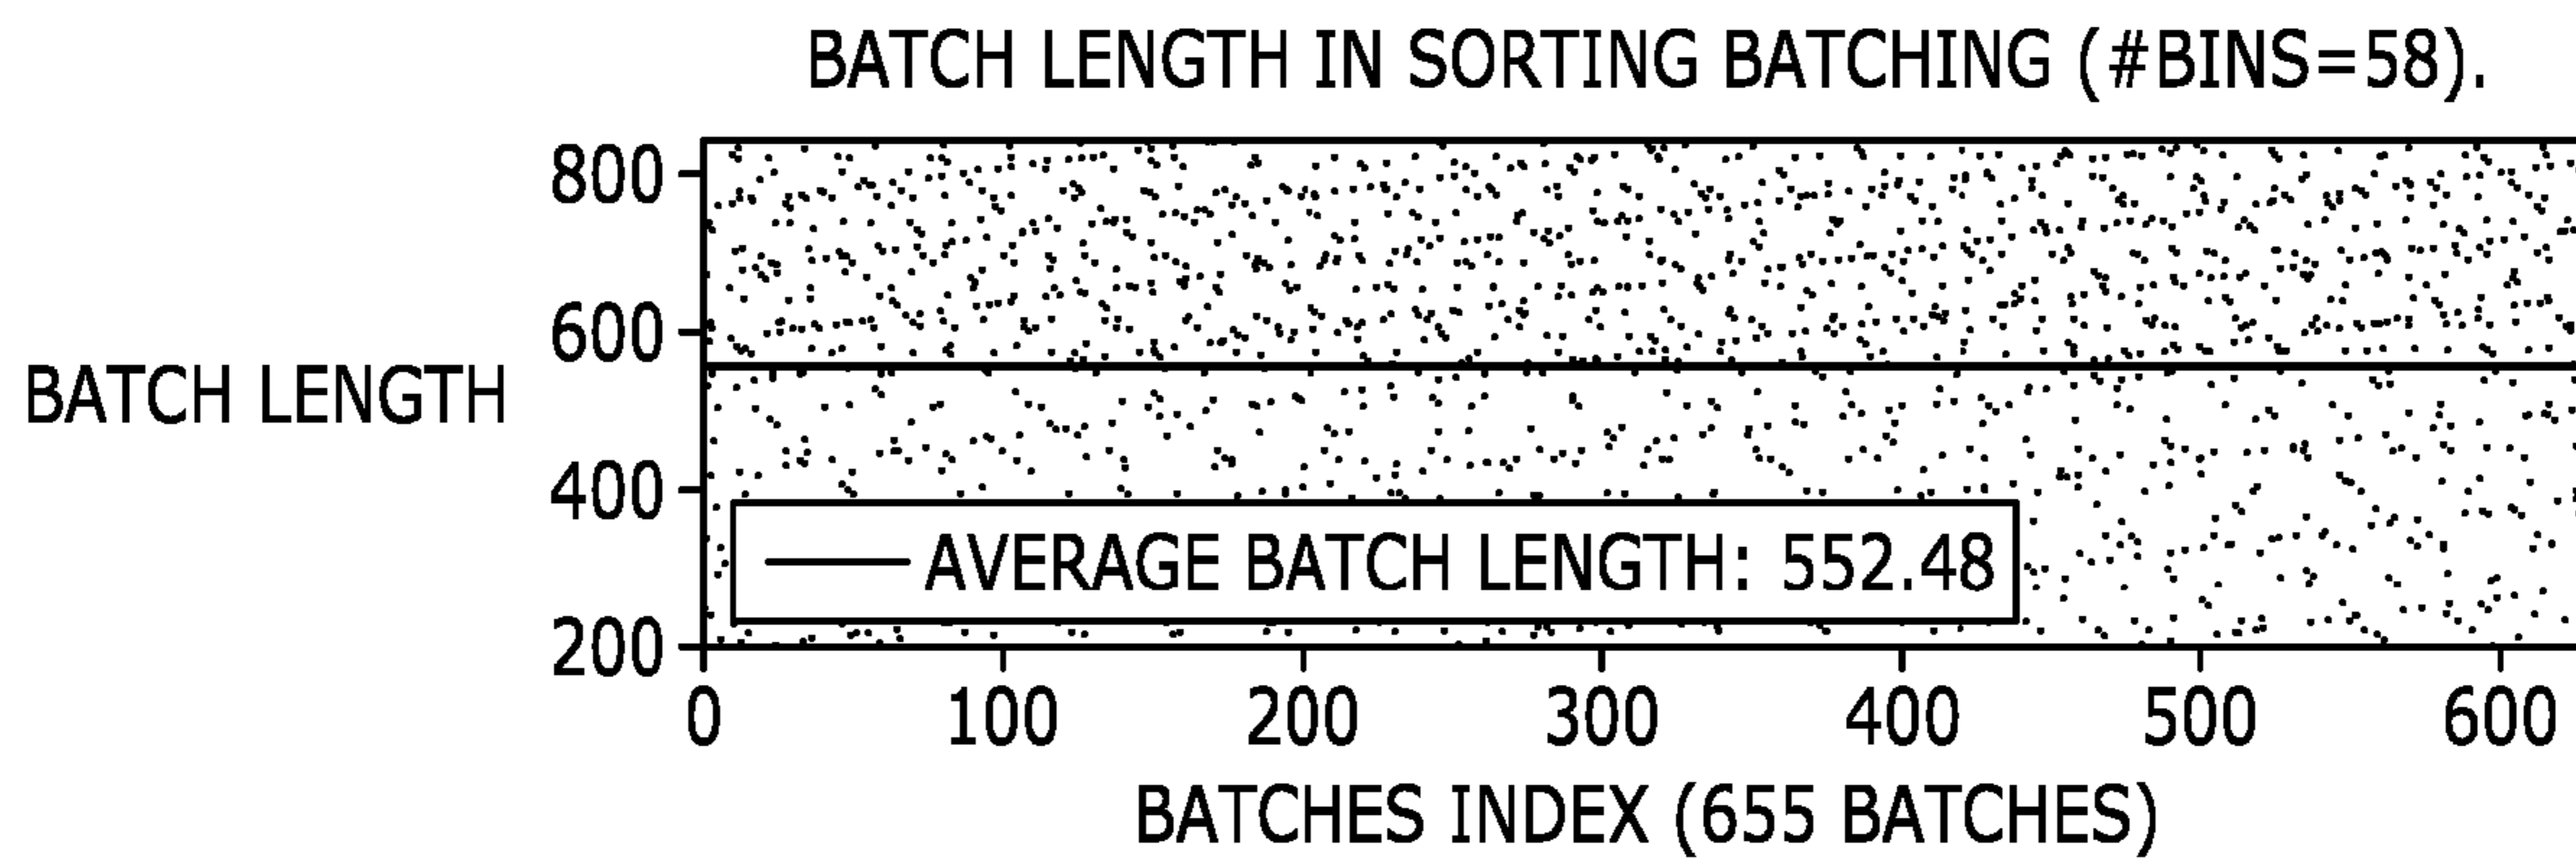 BATCH LENGTH IN SORTING BATCHING (#BINS=58).
800
600
BATCH LENGTH
400
AVERAGE BATCH LENGTH: 552.48
200
0 100 200 300 400 500 600
BATCHES INDEX (655 BATCHES)